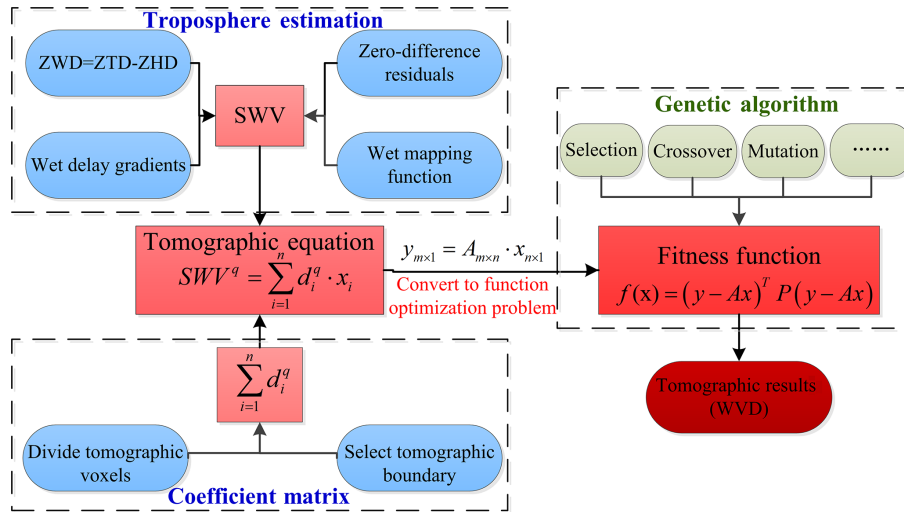 Troposphere estimation
ZWD=ZTD-ZHD
Zero-difference
residuals
SWV
Wet delay gradients
Wet mapping
function
Genetic algorithm
Selection
Crossover
Mutation
······
Tomographic equation
SWV^q = \sum_{i=1}^{n} d_i^q · x_i
y_{m×1} = A_{m×n} · x_{n×1}
Convert to function
optimization problem
Fitness function
f(x) = (y − Ax)^T P(y − Ax)
Tomographic results
(WVD)
\sum_{i=1}^{n} d_i^q
Divide tomographic
voxels
Select tomographic
boundary
Coefficient matrix